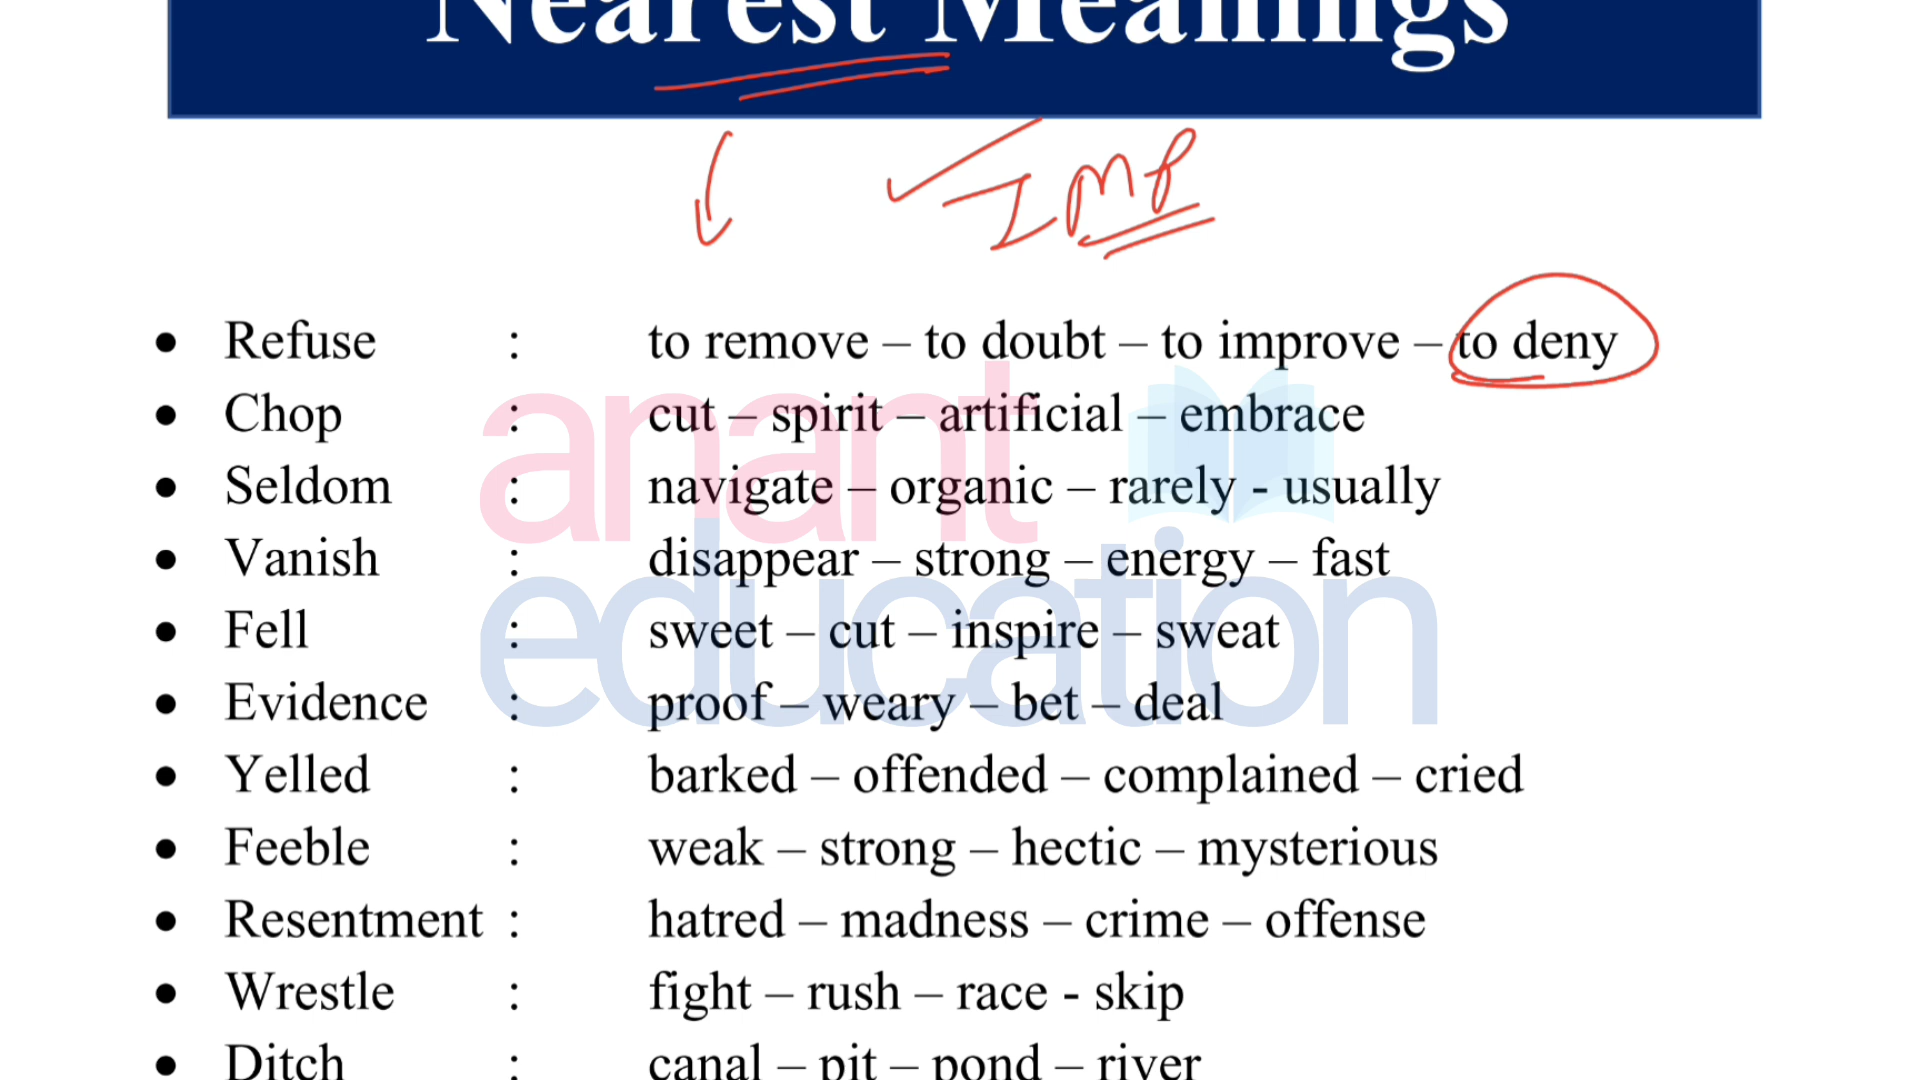 Nearest Meanings
IMP
• Refuse : to remove – to doubt – to improve – to deny
• Chop : cut – spirit – artificial – embrace
• Seldom : navigate – organic – rarely - usually
• Vanish : disappear – strong – energy – fast
• Fell : sweet – cut – inspire – sweat
• Evidence : proof – weary – bet – deal
• Yelled : barked – offended – complained – cried
• Feeble : weak – strong – hectic – mysterious
• Resentment : hatred – madness – crime – offense
• Wrestle : fight – rush – race - skip
• Ditch : canal – pit – pond – river
anant
education